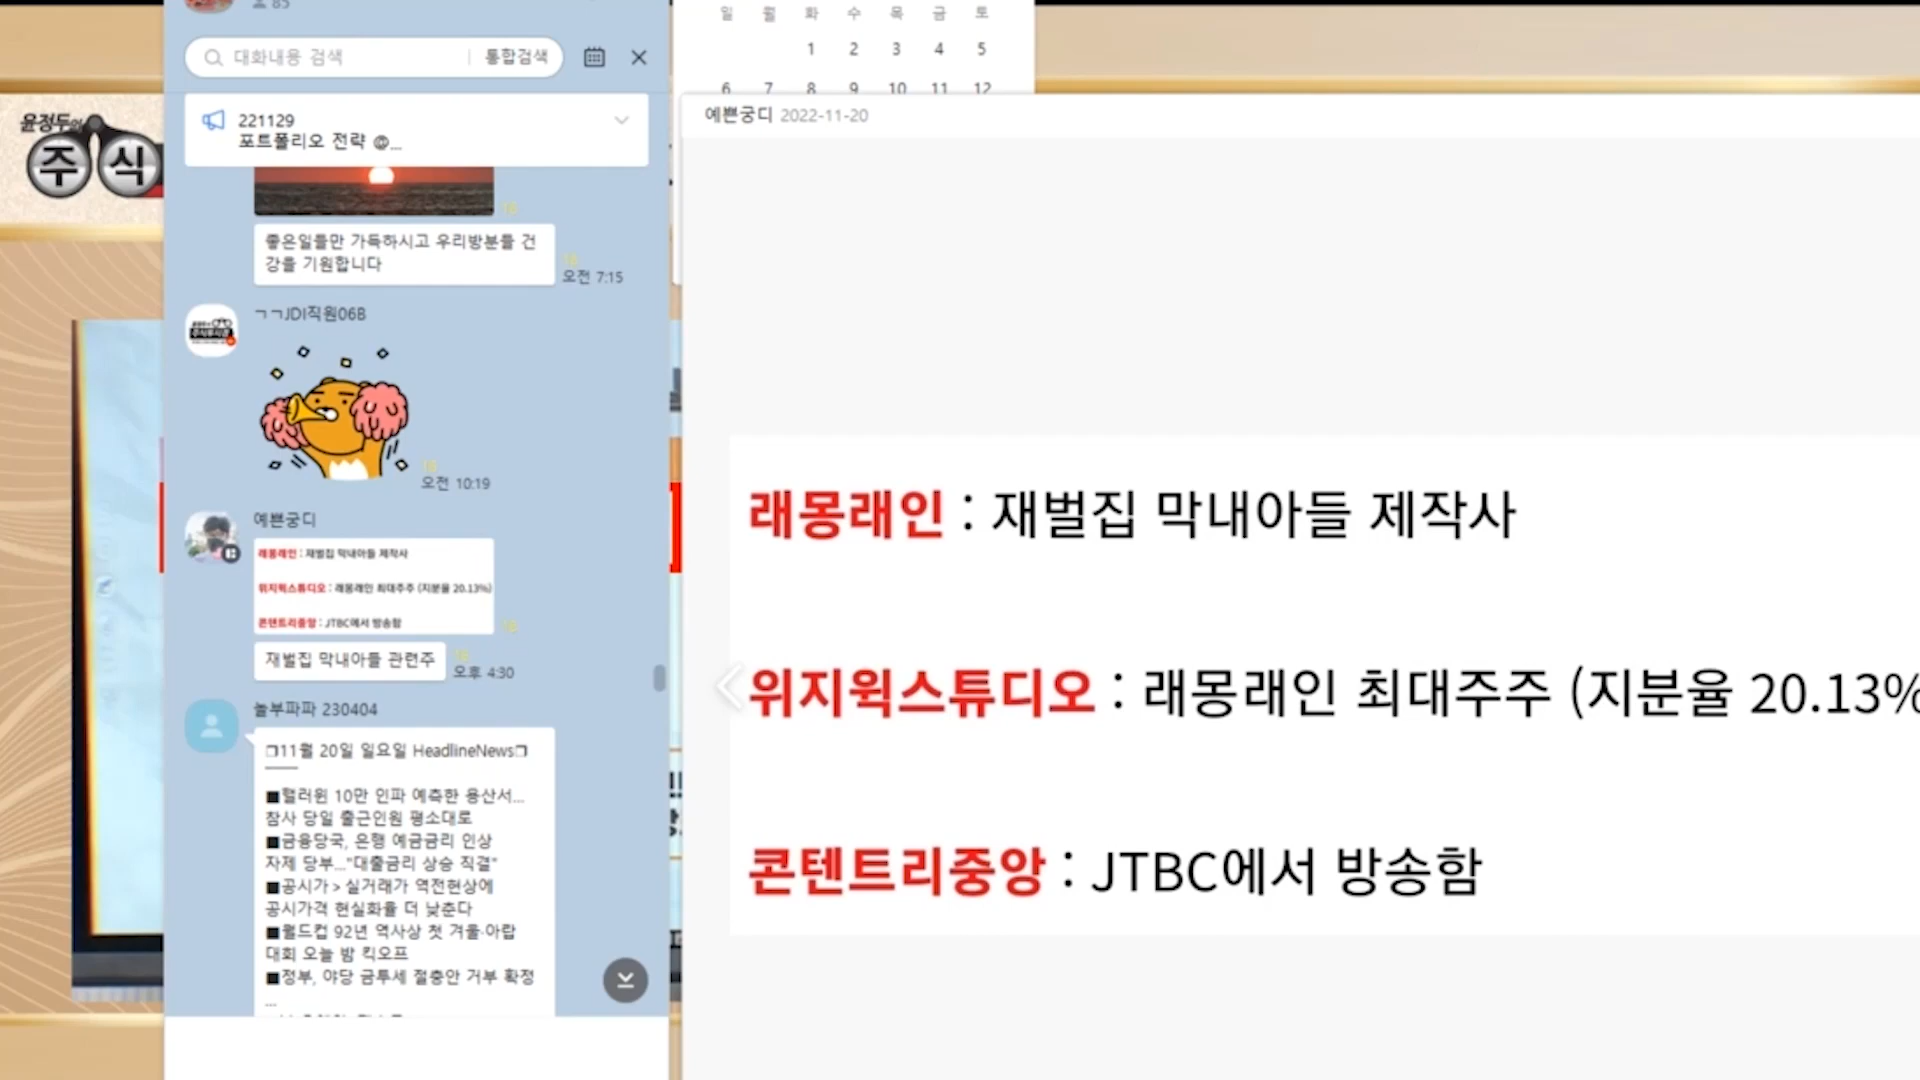 85
대화내용 검색
통합검색
221129
포트폴리오 전략 @...
좋은일들만 가득하시고 우리방분들 건
강을 기원합니다
오전 7:15
ㄱㄱJDI직원06B
오전 10:19
예쁜궁디
래몽래인 : 재벌집 막내아들 제작사
위지윅스튜디오 : 래몽래인 최대주주 (지분율 20.13%)
콘텐트리중앙 : JTBC에서 방송함
재벌집 막내아들 관련주
오후 4:30
놀부파파 230404
❐11월 20일 일요일 HeadlineNews❐
■핼러윈 10만 인파 예측한 용산서...
참사 당일 출근인원 평소대로
■금융당국, 은행 예금금리 인상
자제 당부..."대출금리 상승 직결"
■공시가 > 실거래가 역전현상에
공시가격 현실화율 더 낮춘다
■월드컵 92년 역사상 첫 겨울·아랍
대회 오늘 밤 킥오프
■정부, 야당 금투세 절충안 거부 확정
...
윤정두의
주식
일 월 화 수 목 금 토
1 2 3 4 5
6 7 8 9 10 11 12
예쁜궁디 2022-11-20
래몽래인 : 재벌집 막내아들 제작사
위지윅스튜디오 : 래몽래인 최대주주 (지분율 20.13%
콘텐트리중앙 : JTBC에서 방송함